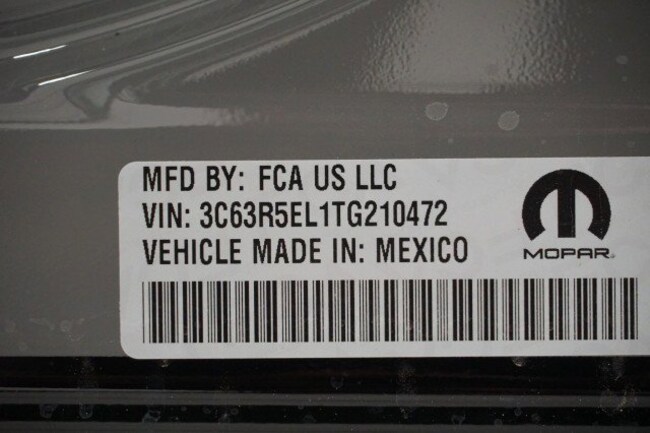 MFD BY: FCA US LLC
VIN: 3C63R5EL1TG210472
VEHICLE MADE IN: MEXICO
MOPAR